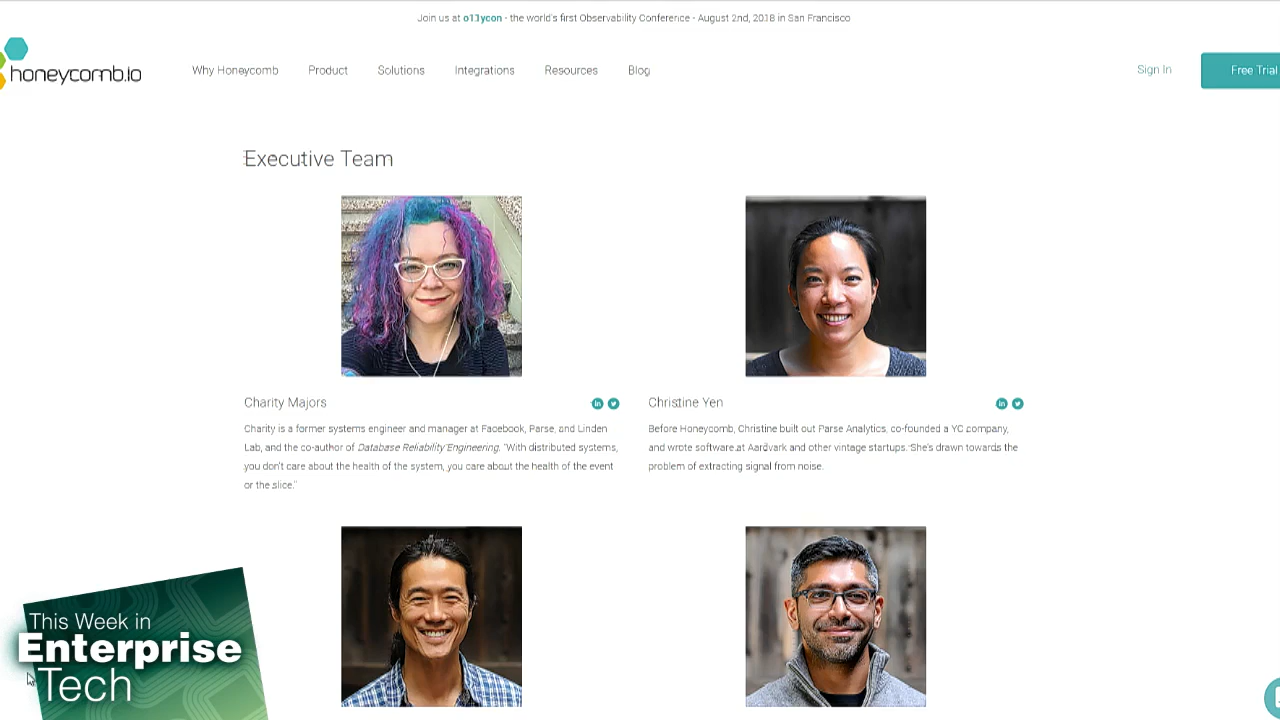 Join us at o11ycon - the world's first Observability Conference - August 2nd, 2018 in San Francisco
honeycomb.io
Why Honeycomb Product Solutions Integrations Resources Blog
Sign In Free Trial
Executive Team
Charity Majors
Charity is a former systems engineer and manager at Facebook, Parse, and Linden
Lab, and the co-author of Database Reliability Engineering. "With distributed systems,
you don't care about the health of the system, you care about the health of the event
or the slice."
Christine Yen
Before Honeycomb, Christine built out Parse Analytics, co-founded a YC company,
and wrote software at Aardvark and other vintage startups. She's drawn towards the
problem of extracting signal from noise.
This Week in
Enterprise
Tech